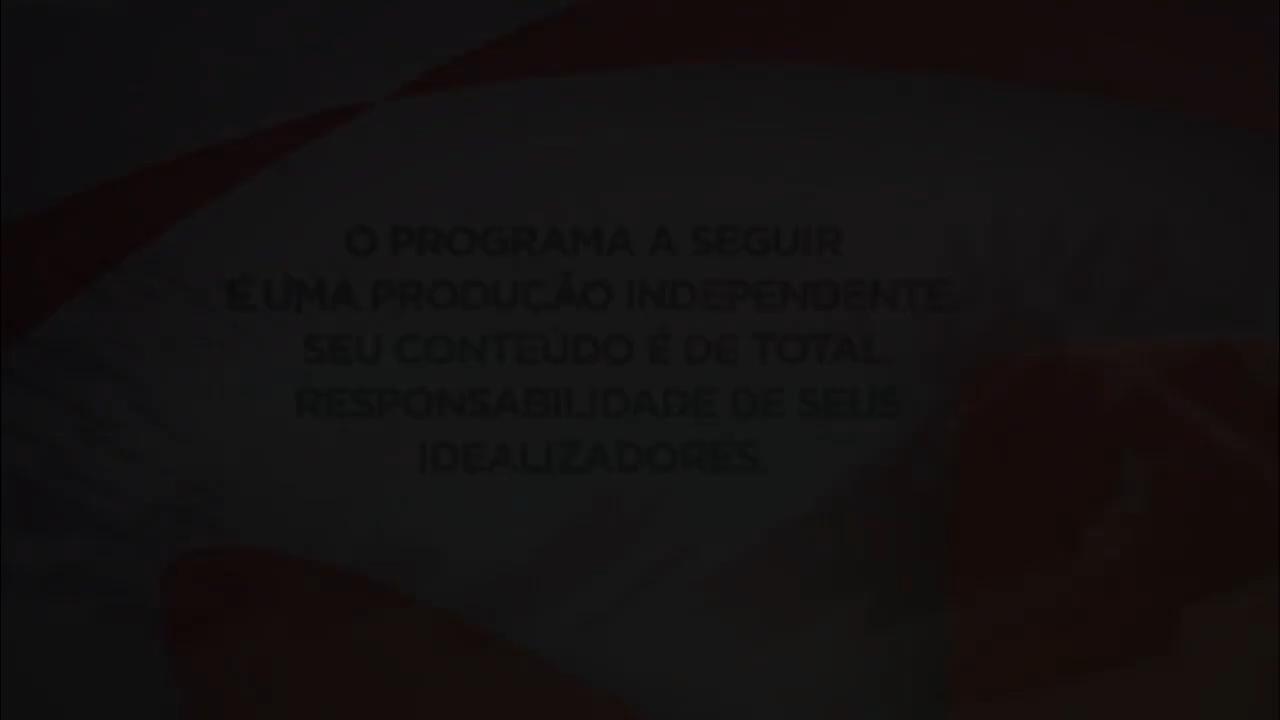 O PROGRAMA A SEGUIR
É UMA PRODUÇÃO INDEPENDENTE.
SEU CONTEÚDO É DE TOTAL
RESPONSABILIDADE DE SEUS
IDEALIZADORES.